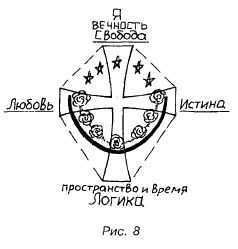 Я
ВЕЧНОСТЬ
Свобода
Любовь
Истина
пространство и время
Логика
Рис. 8